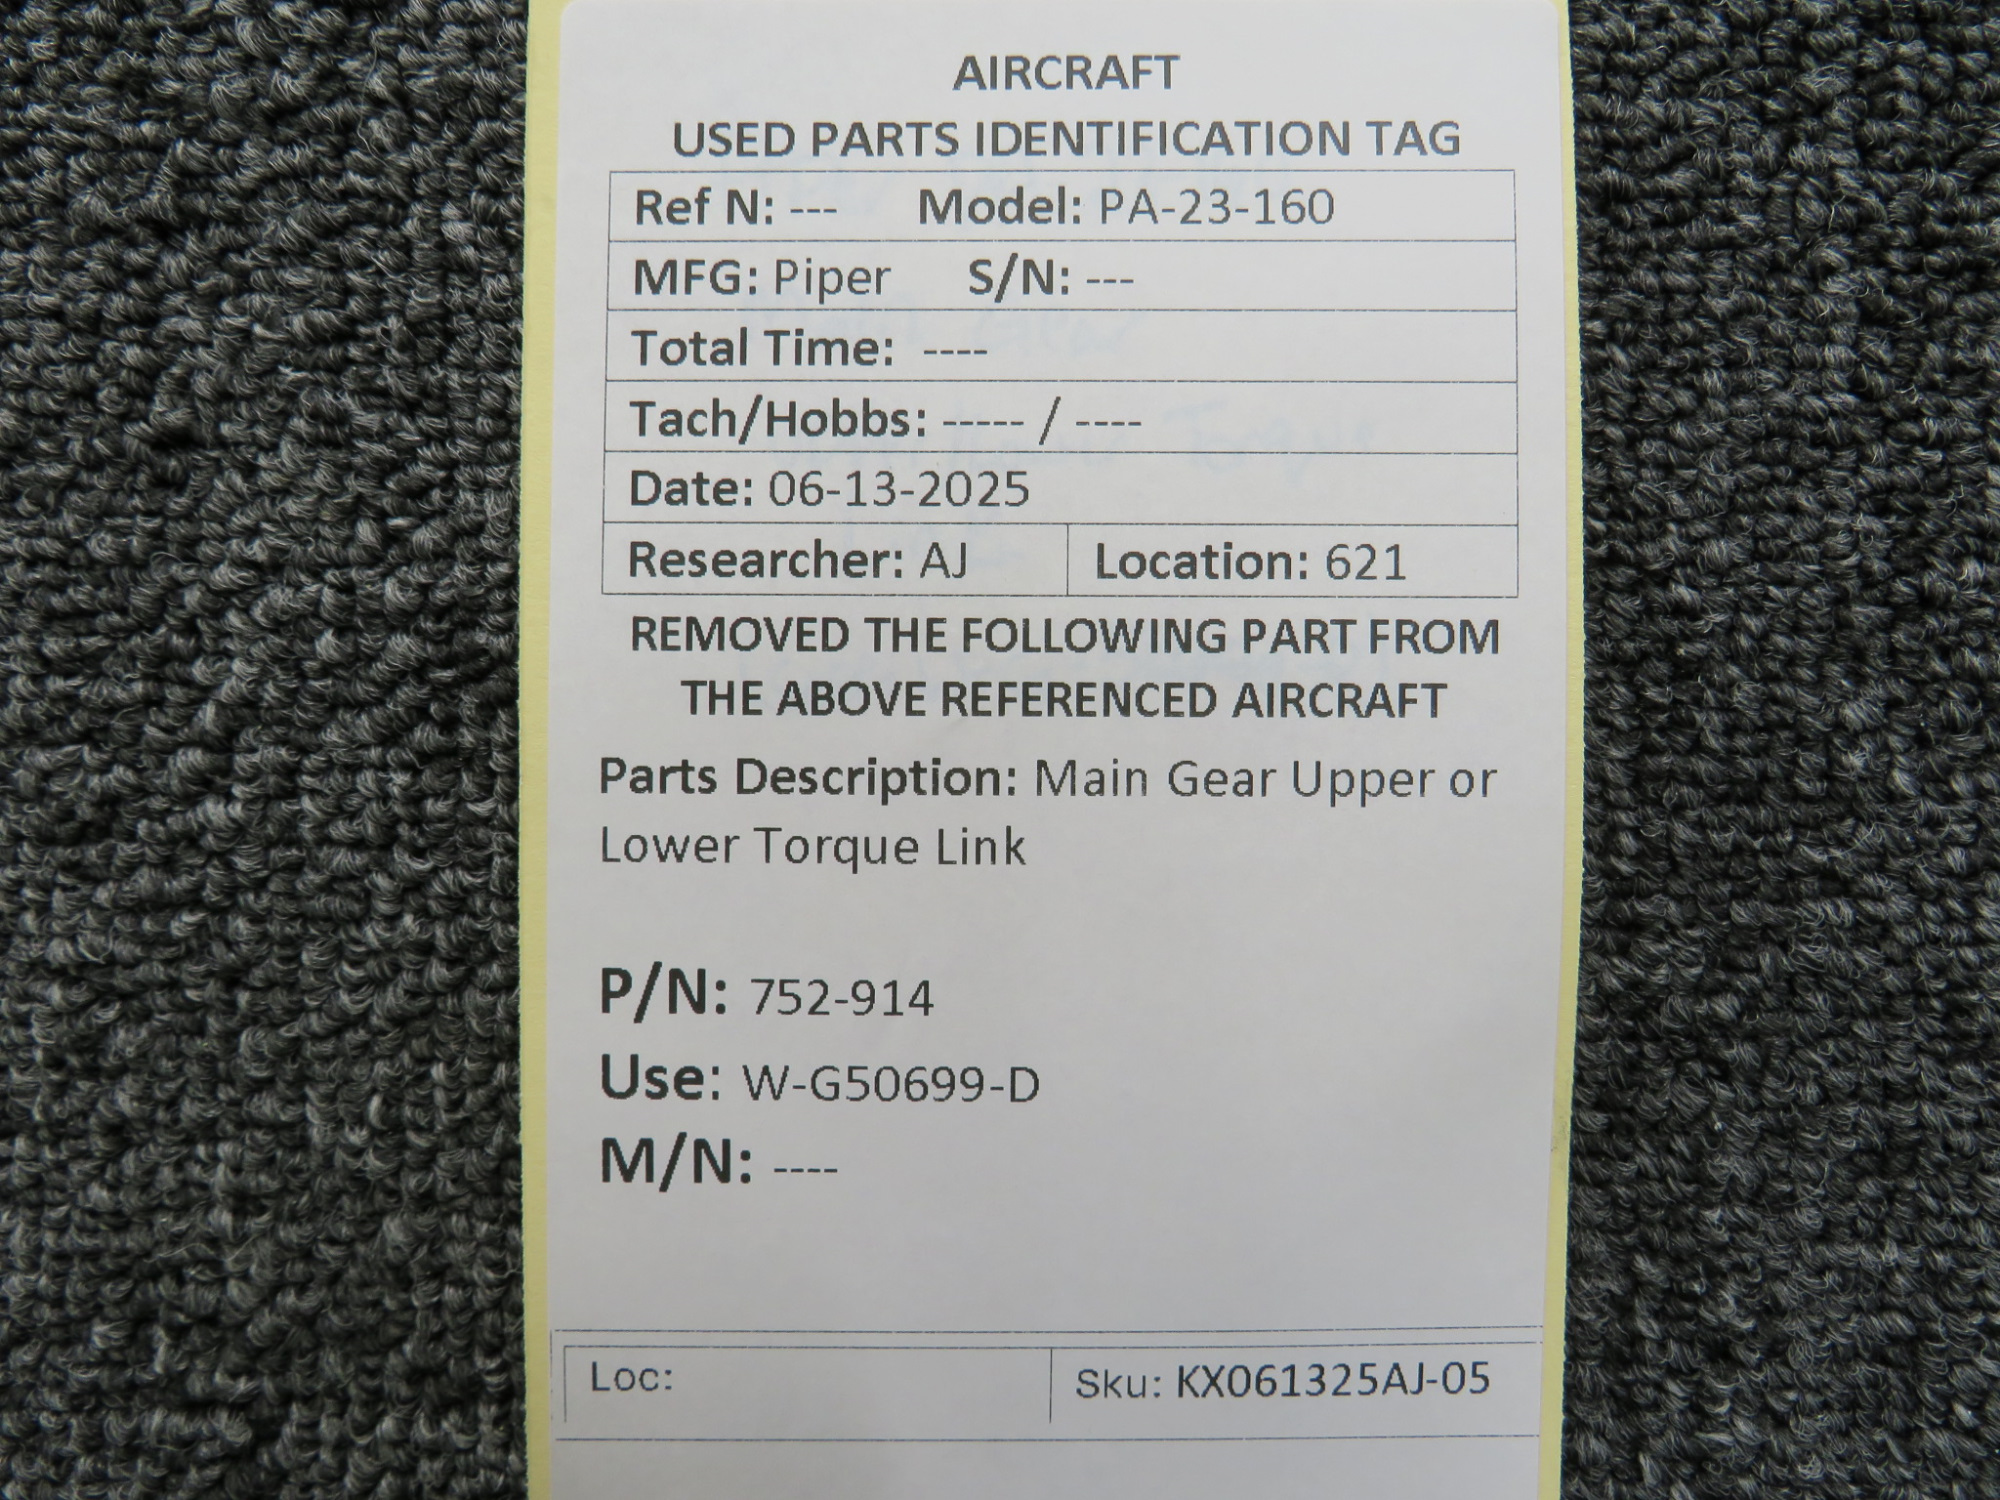 AIRCRAFT
USED PARTS IDENTIFICATION TAG
Ref N: --- Model: PA-23-160
MFG: Piper S/N: ---
Total Time: ----
Tach/Hobbs: ----- / ----
Date: 06-13-2025
Researcher: AJ Location: 621
REMOVED THE FOLLOWING PART FROM
THE ABOVE REFERENCED AIRCRAFT
Parts Description: Main Gear Upper or
Lower Torque Link
P/N: 752-914
Use: W-G50699-D
M/N: ----
Loc: Sku: KX061325AJ-05